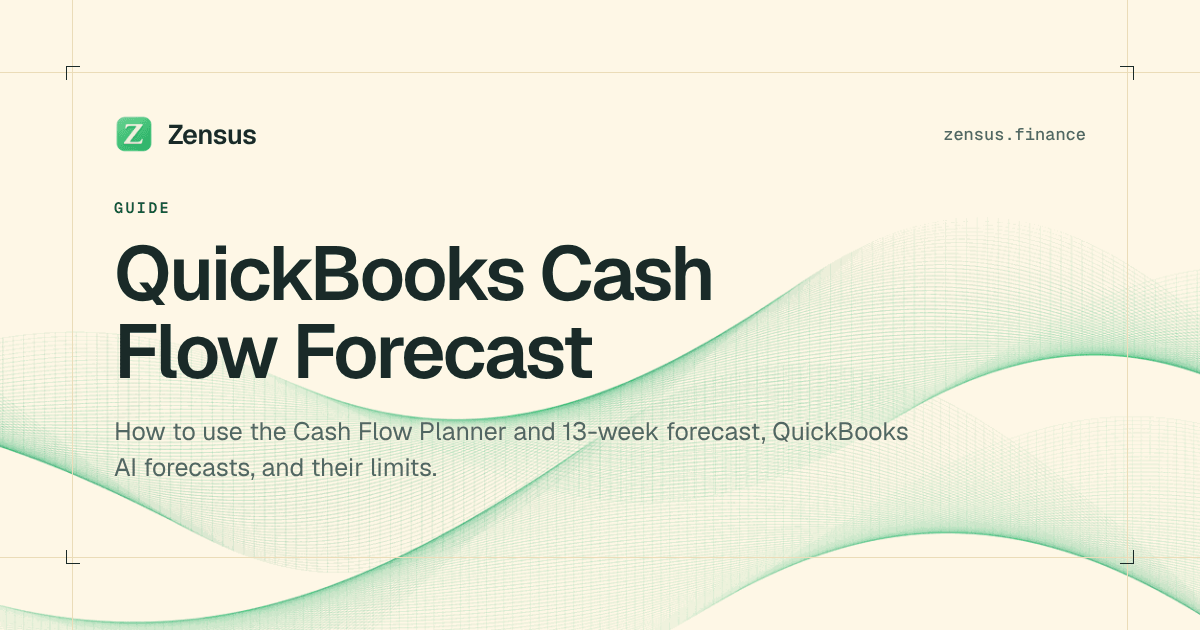 Z Zensus
zensus.finance
GUIDE
QuickBooks Cash
Flow Forecast
How to use the Cash Flow Planner and 13-week forecast, QuickBooks
AI forecasts, and their limits.